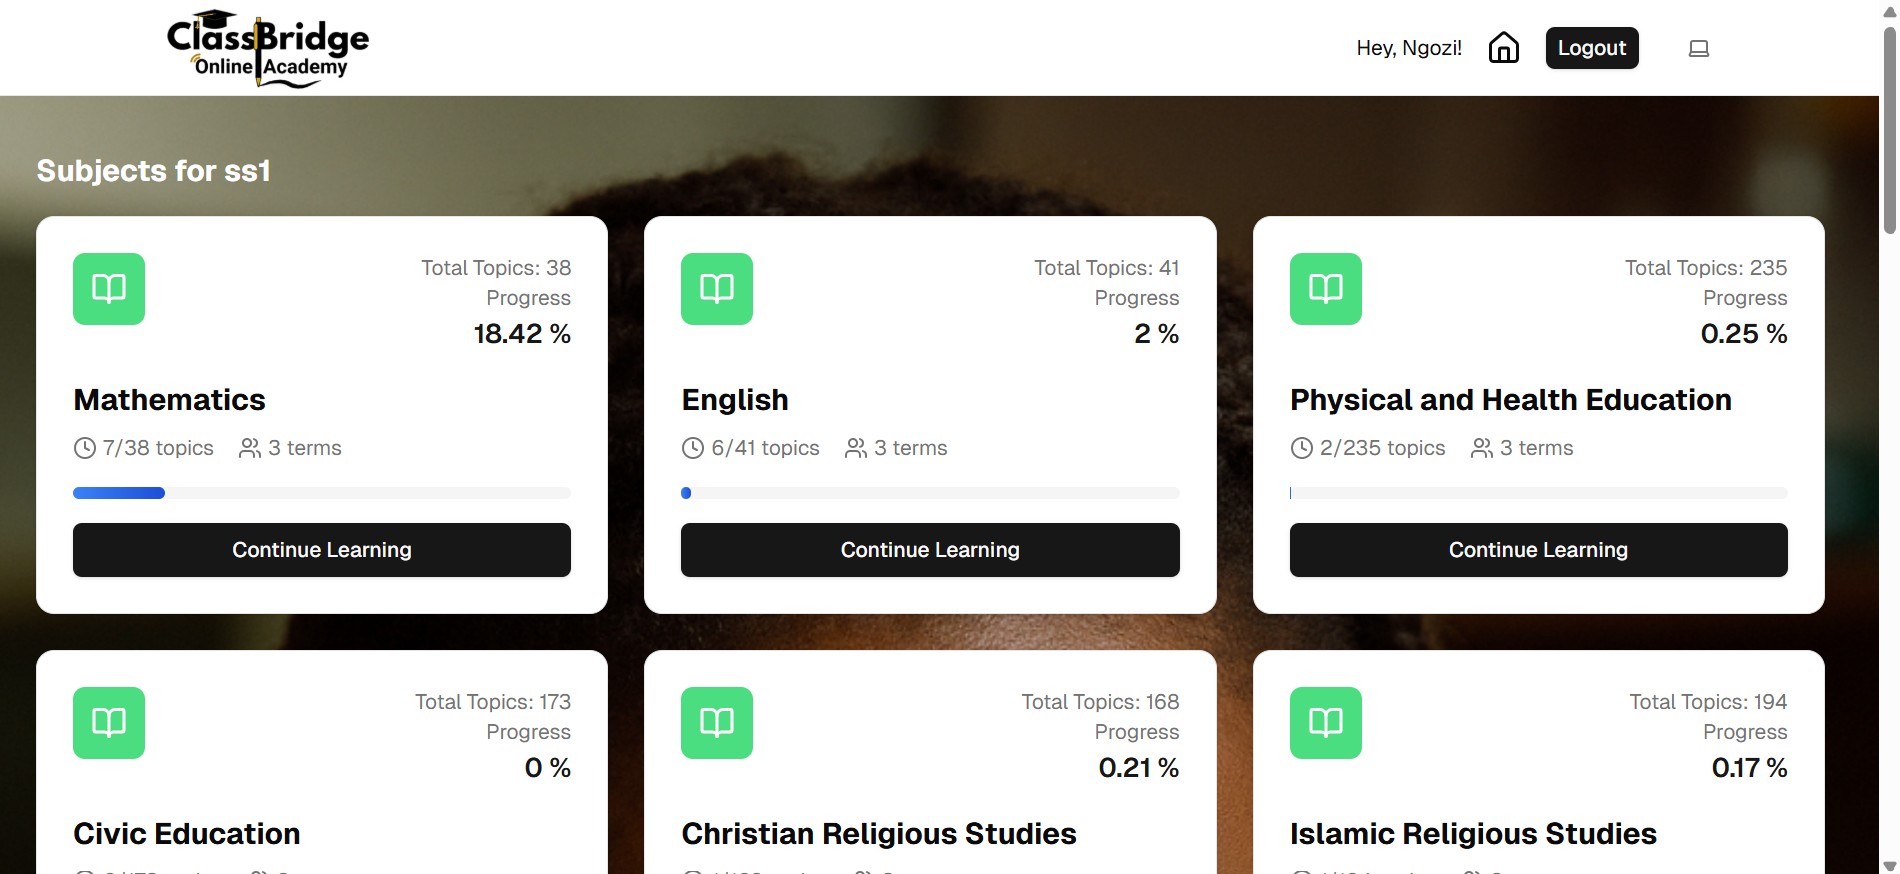 ClassBridge
Online Academy
Hey, Ngozi!
Logout
Subjects for ss1
Total Topics: 38
Progress
18.42 %
Mathematics
7/38 topics
3 terms
Continue Learning
Total Topics: 41
Progress
2 %
English
6/41 topics
3 terms
Continue Learning
Total Topics: 235
Progress
0.25 %
Physical and Health Education
2/235 topics
3 terms
Continue Learning
Total Topics: 173
Progress
0 %
Civic Education
Total Topics: 168
Progress
0.21 %
Christian Religious Studies
Total Topics: 194
Progress
0.17 %
Islamic Religious Studies